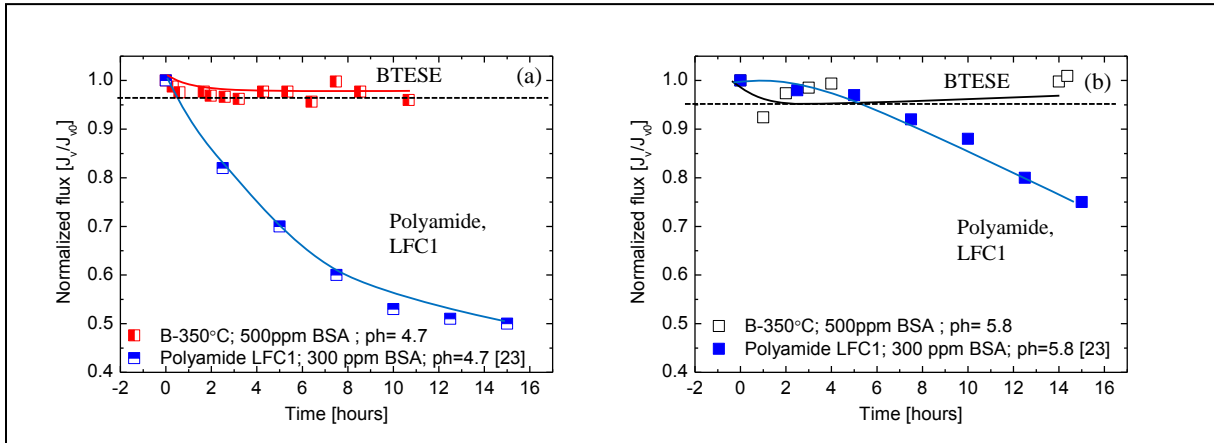 (a)
BTESE
Polyamide,
LFC1
B-350°C; 500ppm BSA ; ph= 4.7
Polyamide LFC1; 300 ppm BSA; ph=4.7 [23]
1.0
0.9
0.8
0.7
0.6
0.5
0.4
Normalized flux [Jv/Jv0]
-2 0 2 4 6 8 10 12 14 16
Time [hours]
(b)
BTESE
Polyamide,
LFC1
B-350°C; 500ppm BSA ; ph= 5.8
Polyamide LFC1; 300 ppm BSA; ph=5.8 [23]
1.0
0.9
0.8
0.7
0.6
0.5
0.4
Normalized flux [Jv/Jv0]
-2 0 2 4 6 8 10 12 14 16
Time [hours]